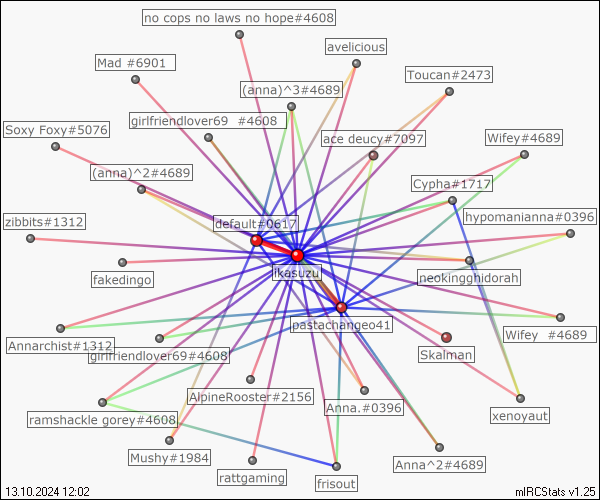 no cops no laws no hope#4608
avelicious
Mad #6901
Toucan#2473
(anna)^3#4689
girlfriendlover69  #4608
Soxy Foxy#5076
ace deucy#7097
Wifey#4689
(anna)^2#4689
Cypha#1717
zibbits#1312
default#0617
hypomanianna#0396
fakedingo
ikasuzu
neokingghidorah
pastachangeo41
Annarchist#1312
girlfriendlover69#4608
Skalman
Wifey  #4689
AlpineRooster#2156
Anna.#0396
ramshackle gorey#4608
xenoyaut
Mushy#1984
rattgaming
frisout
Anna^2#4689
13.10.2024 12:02
mIRCStats v1.25